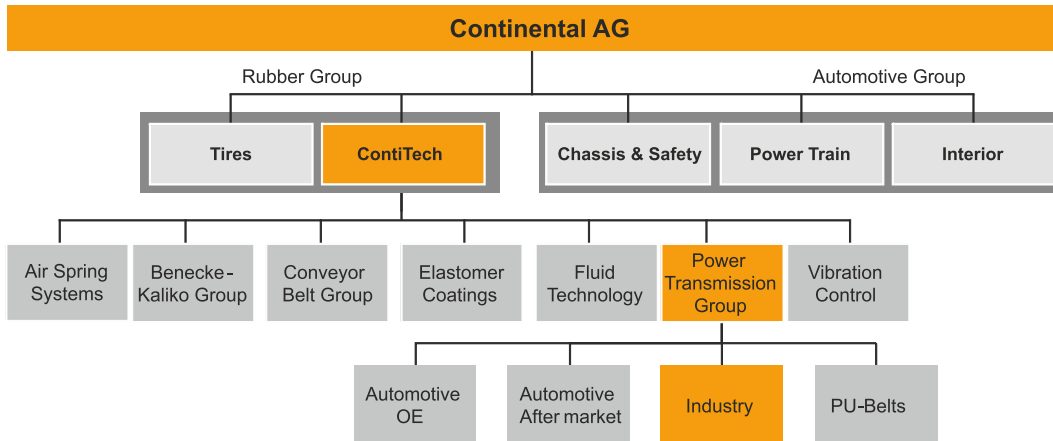 Continental AG
Rubber Group
Automotive Group
Tires
ContiTech
Chassis & Safety
Power Train
Interior
Air Spring
Systems
Benecke-
Kaliko Group
Conveyor
Belt Group
Elastomer
Coatings
Fluid
Technology
Power
Transmission
Group
Vibration
Control
Automotive
OE
Automotive
After market
Industry
PU-Belts